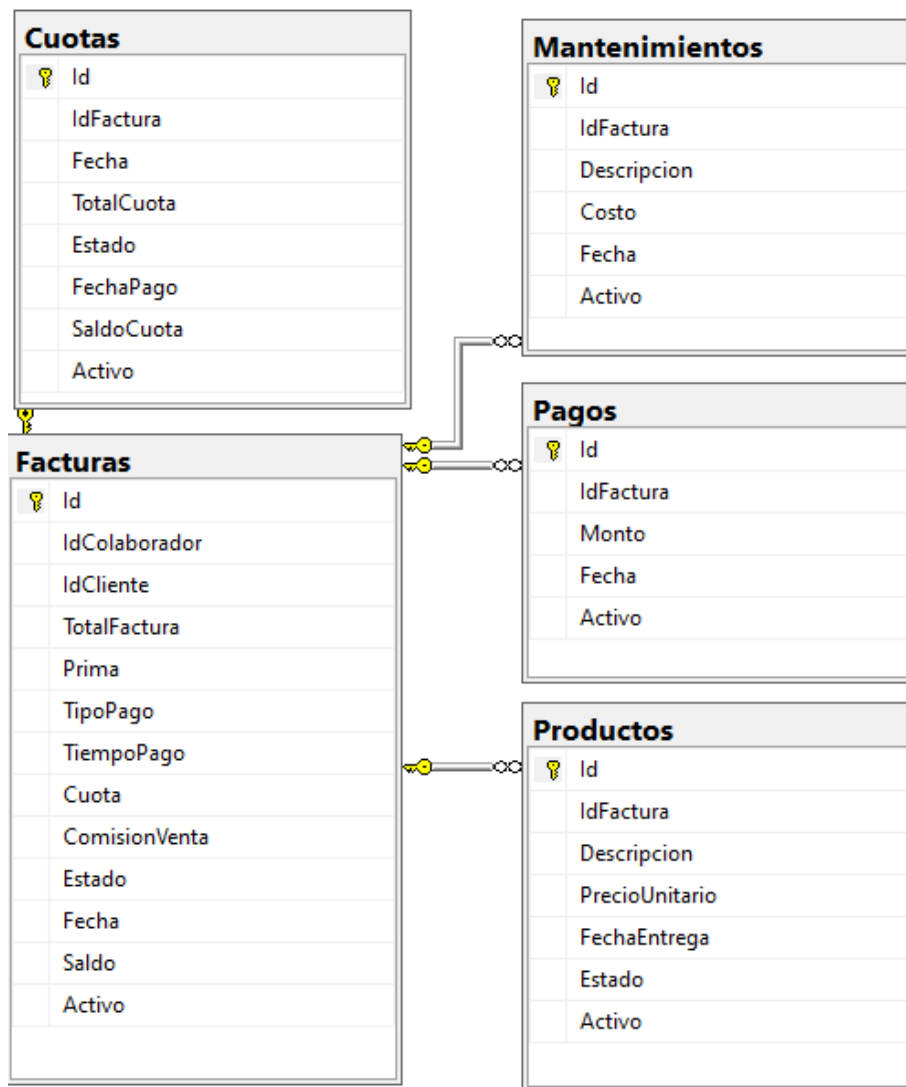 Cuotas
Id
IdFactura
Fecha
TotalCuota
Estado
FechaPago
SaldoCuota
Activo
Facturas
Id
IdColaborador
IdCliente
TotalFactura
Prima
TipoPago
TiempoPago
Cuota
ComisionVenta
Estado
Fecha
Saldo
Activo
Mantenimientos
Id
IdFactura
Descripcion
Costo
Fecha
Activo
Pagos
Id
IdFactura
Monto
Fecha
Activo
Productos
Id
IdFactura
Descripcion
PrecioUnitario
FechaEntrega
Estado
Activo